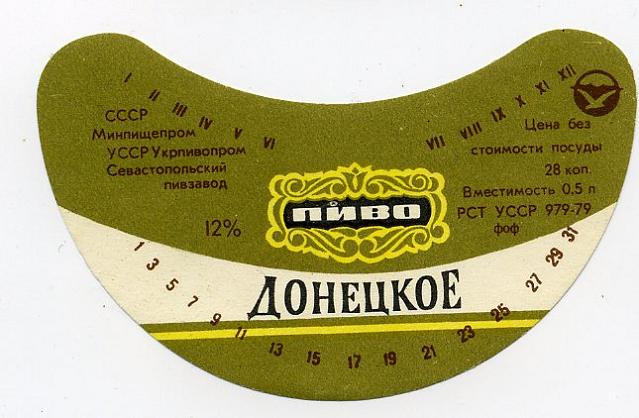 I II III IV V VI VII VIII IX X XI XII
СССР
Минпищепром
УССР Укрпивопром
Севастопольский
пивзавод
12%
Цена без
стоимости посуды
28 коп.
Вместимость 0.5 л
РСТ УССР 979-79
фоф
ПИВО
ДОНЕЦКОЕ
1 3 5 7 9 11 13 15 17 19 21 23 25 27 29 31